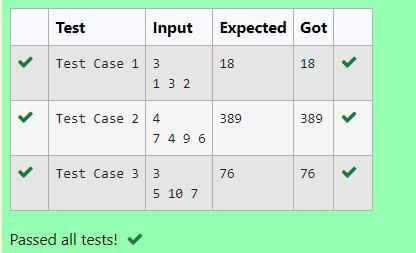 Test Input Expected Got
Test Case 1 3 18 18
1 3 2
Test Case 2 4 389 389
7 4 9 6
Test Case 3 3 76 76
5 10 7
Passed all tests!